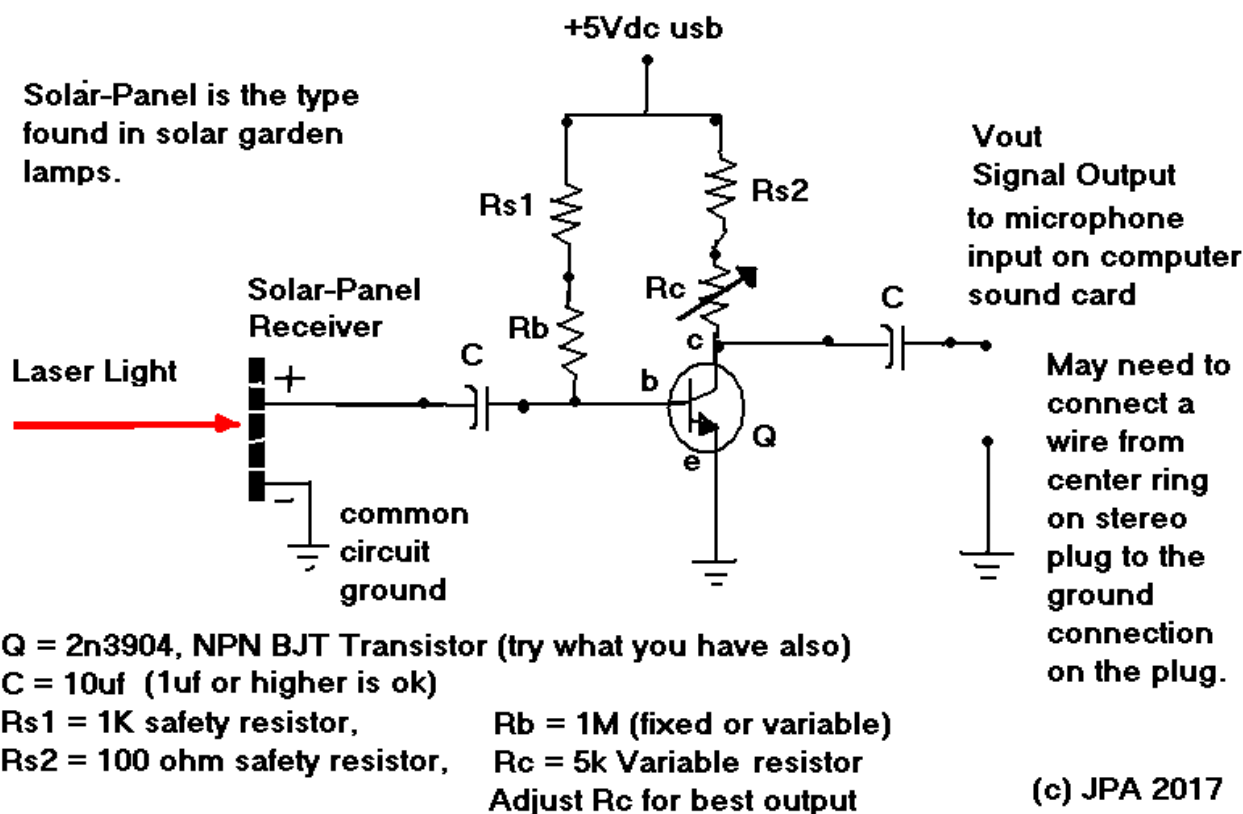 +5Vdc usb
Solar-Panel is the type
found in solar garden
lamps.
Vout
Signal Output
to microphone
input on computer
sound card
Rs1
Rs2
Solar-Panel
Receiver
Rb
Rc
C
C
c
b
Laser Light
+
Q
e
-
common
circuit
ground
May need to
connect a
wire from
center ring
on stereo
plug to the
ground
connection
on the plug.
Q = 2n3904, NPN BJT Transistor (try what you have also)
C = 10uf (1uf or higher is ok)
Rs1 = 1K safety resistor,
Rb = 1M (fixed or variable)
Rs2 = 100 ohm safety resistor,
Rc = 5k Variable resistor
Adjust Rc for best output
(c) JPA 2017